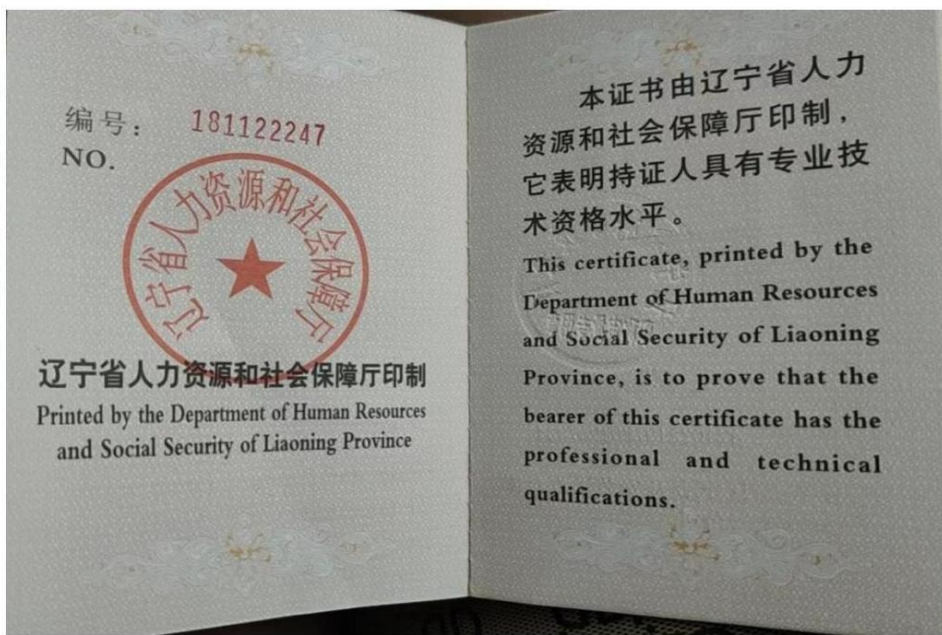 编号： 181122247
NO.
辽宁省人力资源和社会保障厅
辽宁省人力资源和社会保障厅印制
Printed by the Department of Human Resources
and Social Security of Liaoning Province
本证书由辽宁省人力
资源和社会保障厅印制，
它表明持证人具有专业技
术资格水平。
This certificate, printed by the
Department of Human Resources
and Social Security of Liaoning
Province, is to prove that the
bearer of this certificate has the
professional and technical
qualifications.